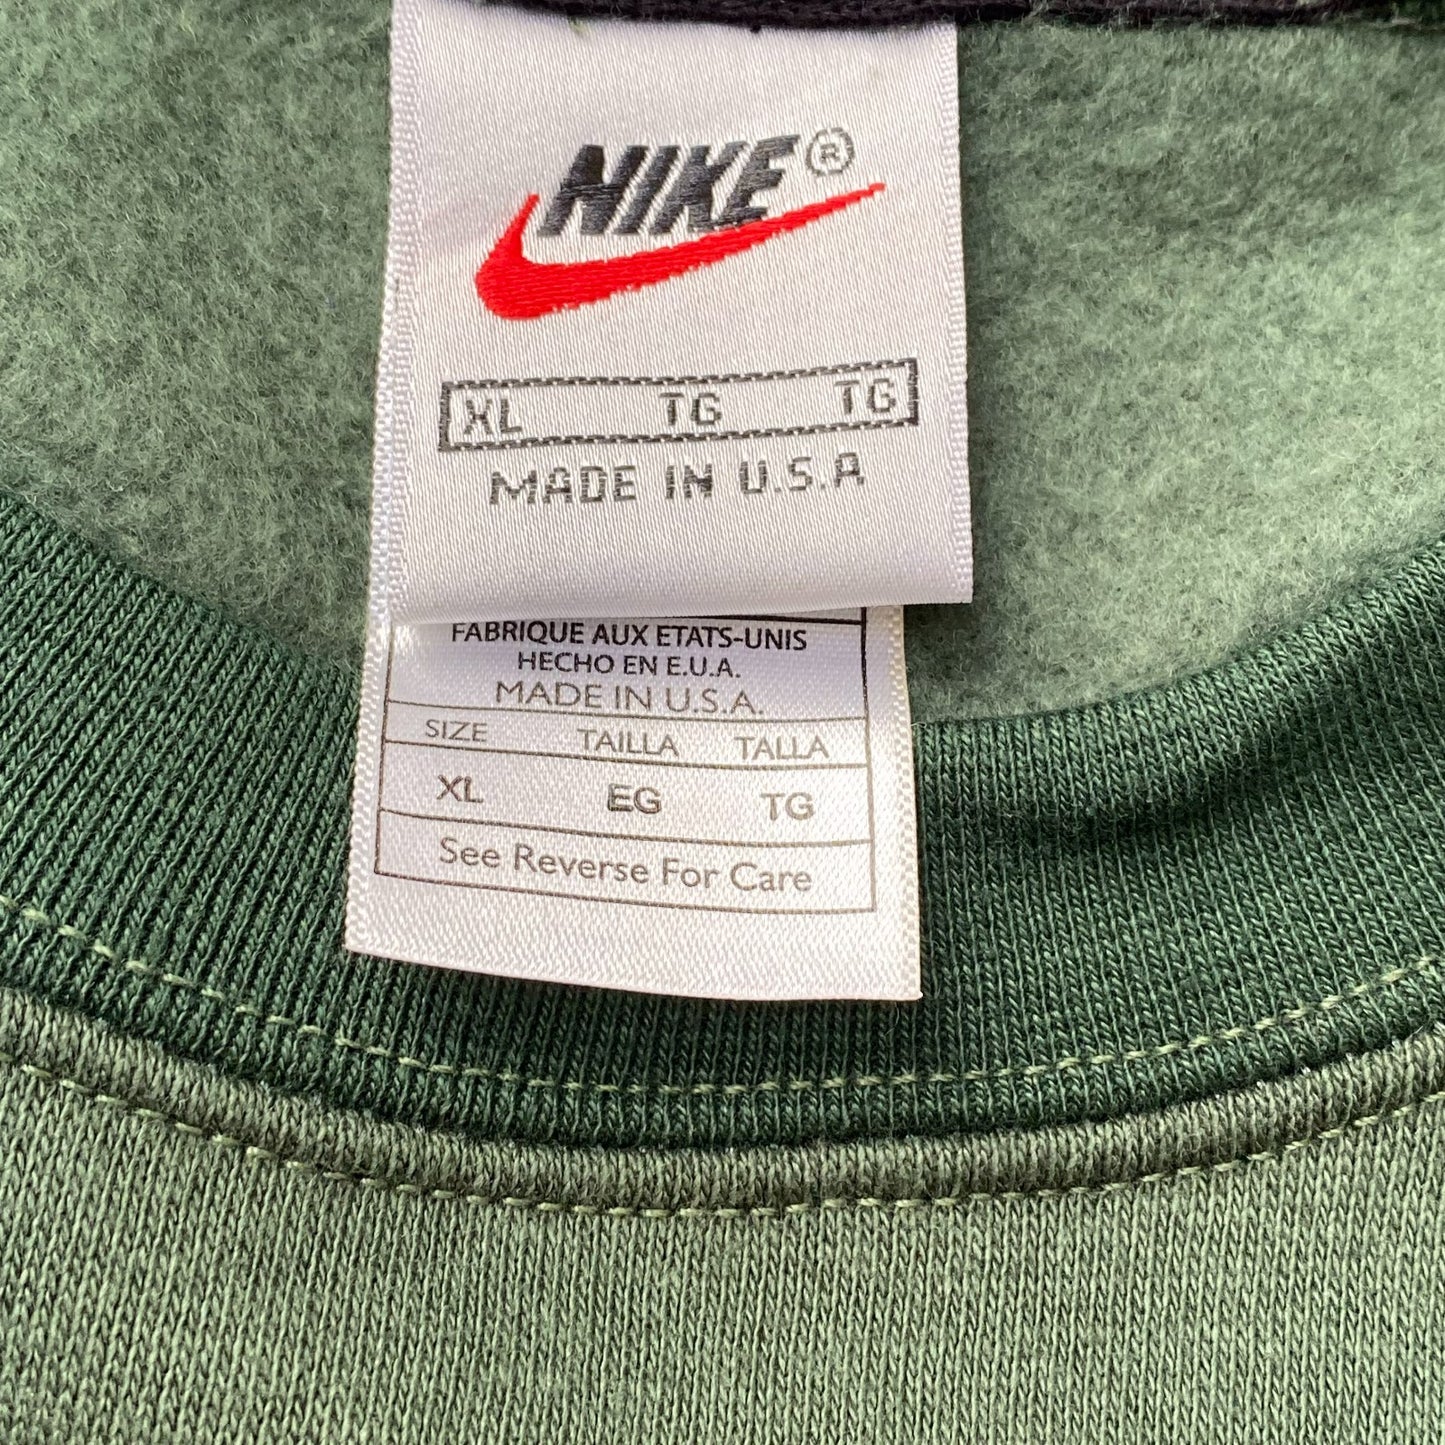 NIKE®
XL TG TG
MADE IN U.S.A
FABRIQUE AUX ETATS-UNIS
HECHO EN E.U.A.
MADE IN U.S.A.
SIZE TAILLA TALLA
XL EG TG
See Reverse For Care